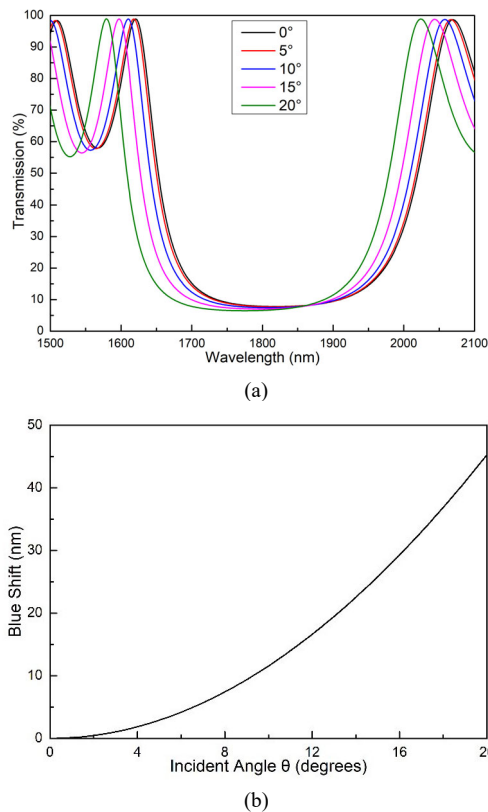 100
90
80
70
60
50
40
30
20
10
0
Transmission (%)
0°
5°
10°
15°
20°
1500 1600 1700 1800 1900 2000 2100
Wavelength (nm)
(a)
50
40
30
20
10
0
Blue Shift (nm)
0 4 8 12 16 20
Incident Angle θ (degrees)
(b)